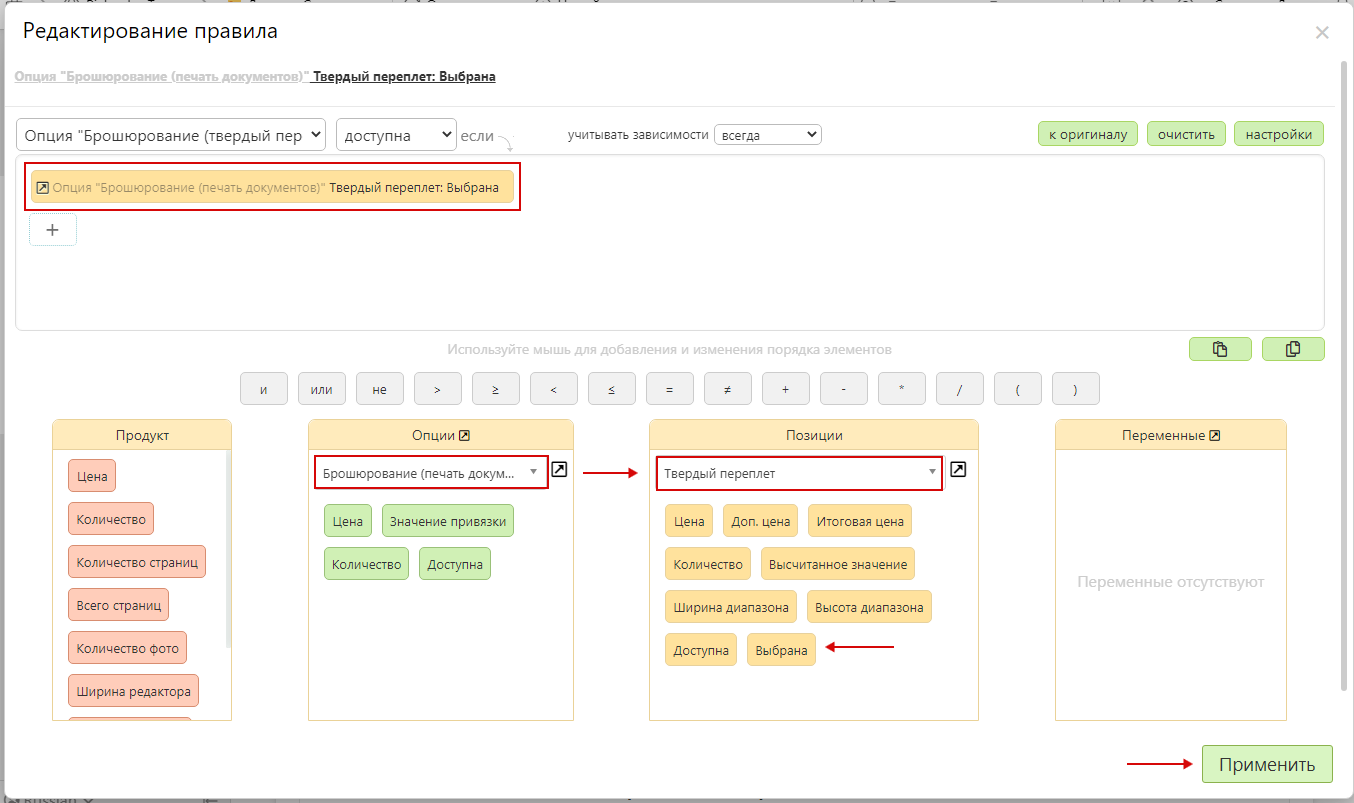 Редактирование правила
Опция "Брошюрование (печать документов)" Твердый переплет: Выбрана
Опция "Брошюрование (твердый пер доступна если учитывать зависимости всегда к оригиналу очистить настройки
Опция "Брошюрование (печать документов)" Твердый переплет: Выбрана
+
Используйте мышь для добавления и изменения порядка элементов
и или не > ≥ < ≤ = ≠ + - * / ( )
Продукт Опции Позиции Переменные
Брошюрование (печать докум... Твердый переплет
Цена
Количество
Количество страниц
Всего страниц
Количество фото
Ширина редактора
Цена Значение привязки
Количество Доступна
Цена Доп. цена Итоговая цена
Количество Высчитанное значение
Ширина диапазона Высота диапазона
Доступна Выбрана
Переменные отсутствуют
Применить
Russian